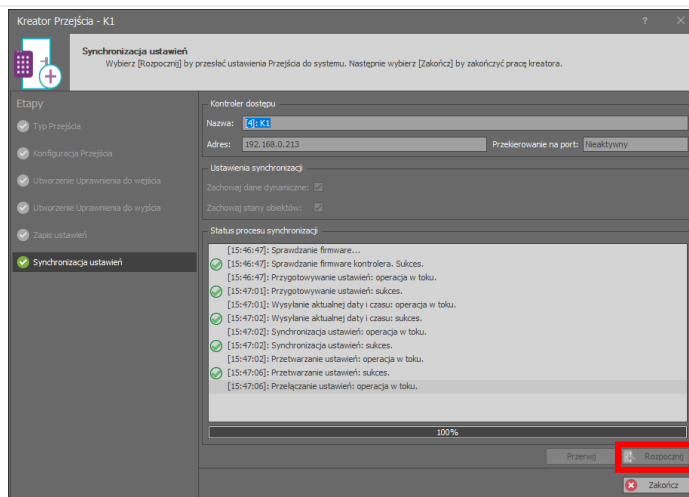 Kreator Przejścia - K1
Synchronizacja ustawień
Wybierz [Rozpocznij] by przesłać ustawienia Przejścia do systemu. Następnie wybierz [Zakończ] by zakończyć pracę kreatora.
Etapy
Typ Przejścia
Konfiguracja Przejścia
Utworzenie Uprawnienia do wejścia
Utworzenie Uprawnienia do wyjścia
Zapis ustawień
Synchronizacja ustawień
Kontroler dostępu
Nazwa: [4]: K1
Adres: 192.168.0.213 Przekierowanie na port: Nieaktywny
Ustawienia synchronizacji
Zachowaj dane dynamiczne:
Zachowaj stany obiektów:
Status procesu synchronizacji
[15:46:47]: Sprawdzanie firmware...
[15:46:47]: Sprawdzanie firmware kontrolera. Sukces.
[15:46:47]: Przygotowywanie ustawień: operacja w toku.
[15:47:01]: Przygotowywanie ustawień: sukces.
[15:47:01]: Wysyłanie aktualnej daty i czasu: operacja w toku.
[15:47:02]: Wysyłanie aktualnej daty i czasu: sukces.
[15:47:02]: Synchronizacja ustawień: operacja w toku.
[15:47:02]: Synchronizacja ustawień: sukces.
[15:47:02]: Przetwarzanie ustawień: operacja w toku.
[15:47:06]: Przetwarzanie ustawień: sukces.
[15:47:06]: Przełączanie ustawień: operacja w toku.
100%
Przerwij Rozpocznij
Zakończ